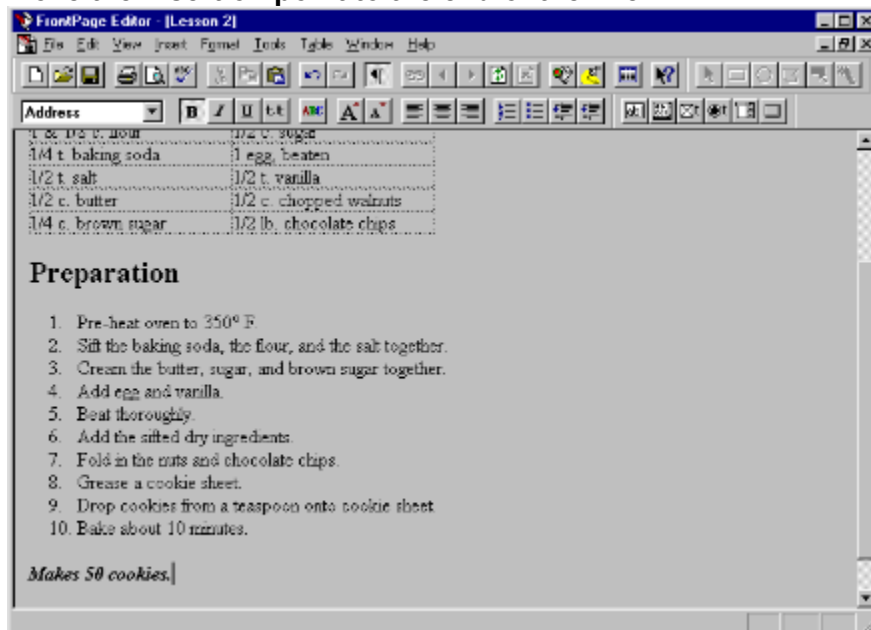 FrontPage Editor - [Lesson 2]
File Edit View Insert Format Tools Table Window Help
Address
1/2 c. sugar
1/4 t. baking soda 1 egg, beaten
1/2 t. salt 1/2 t. vanilla
1/2 c. butter 1/2 c. chopped walnuts
1/4 c. brown sugar 1/2 lb. chocolate chips
Preparation
1. Pre-heat oven to 350° F.
2. Sift the baking soda, the flour, and the salt together.
3. Cream the butter, sugar, and brown sugar together.
4. Add egg and vanilla.
5. Beat thoroughly.
6. Add the sifted dry ingredients.
7. Fold in the nuts and chocolate chips.
8. Grease a cookie sheet.
9. Drop cookies from a teaspoon onto cookie sheet
10. Bake about 10 minutes.
Makes 50 cookies.